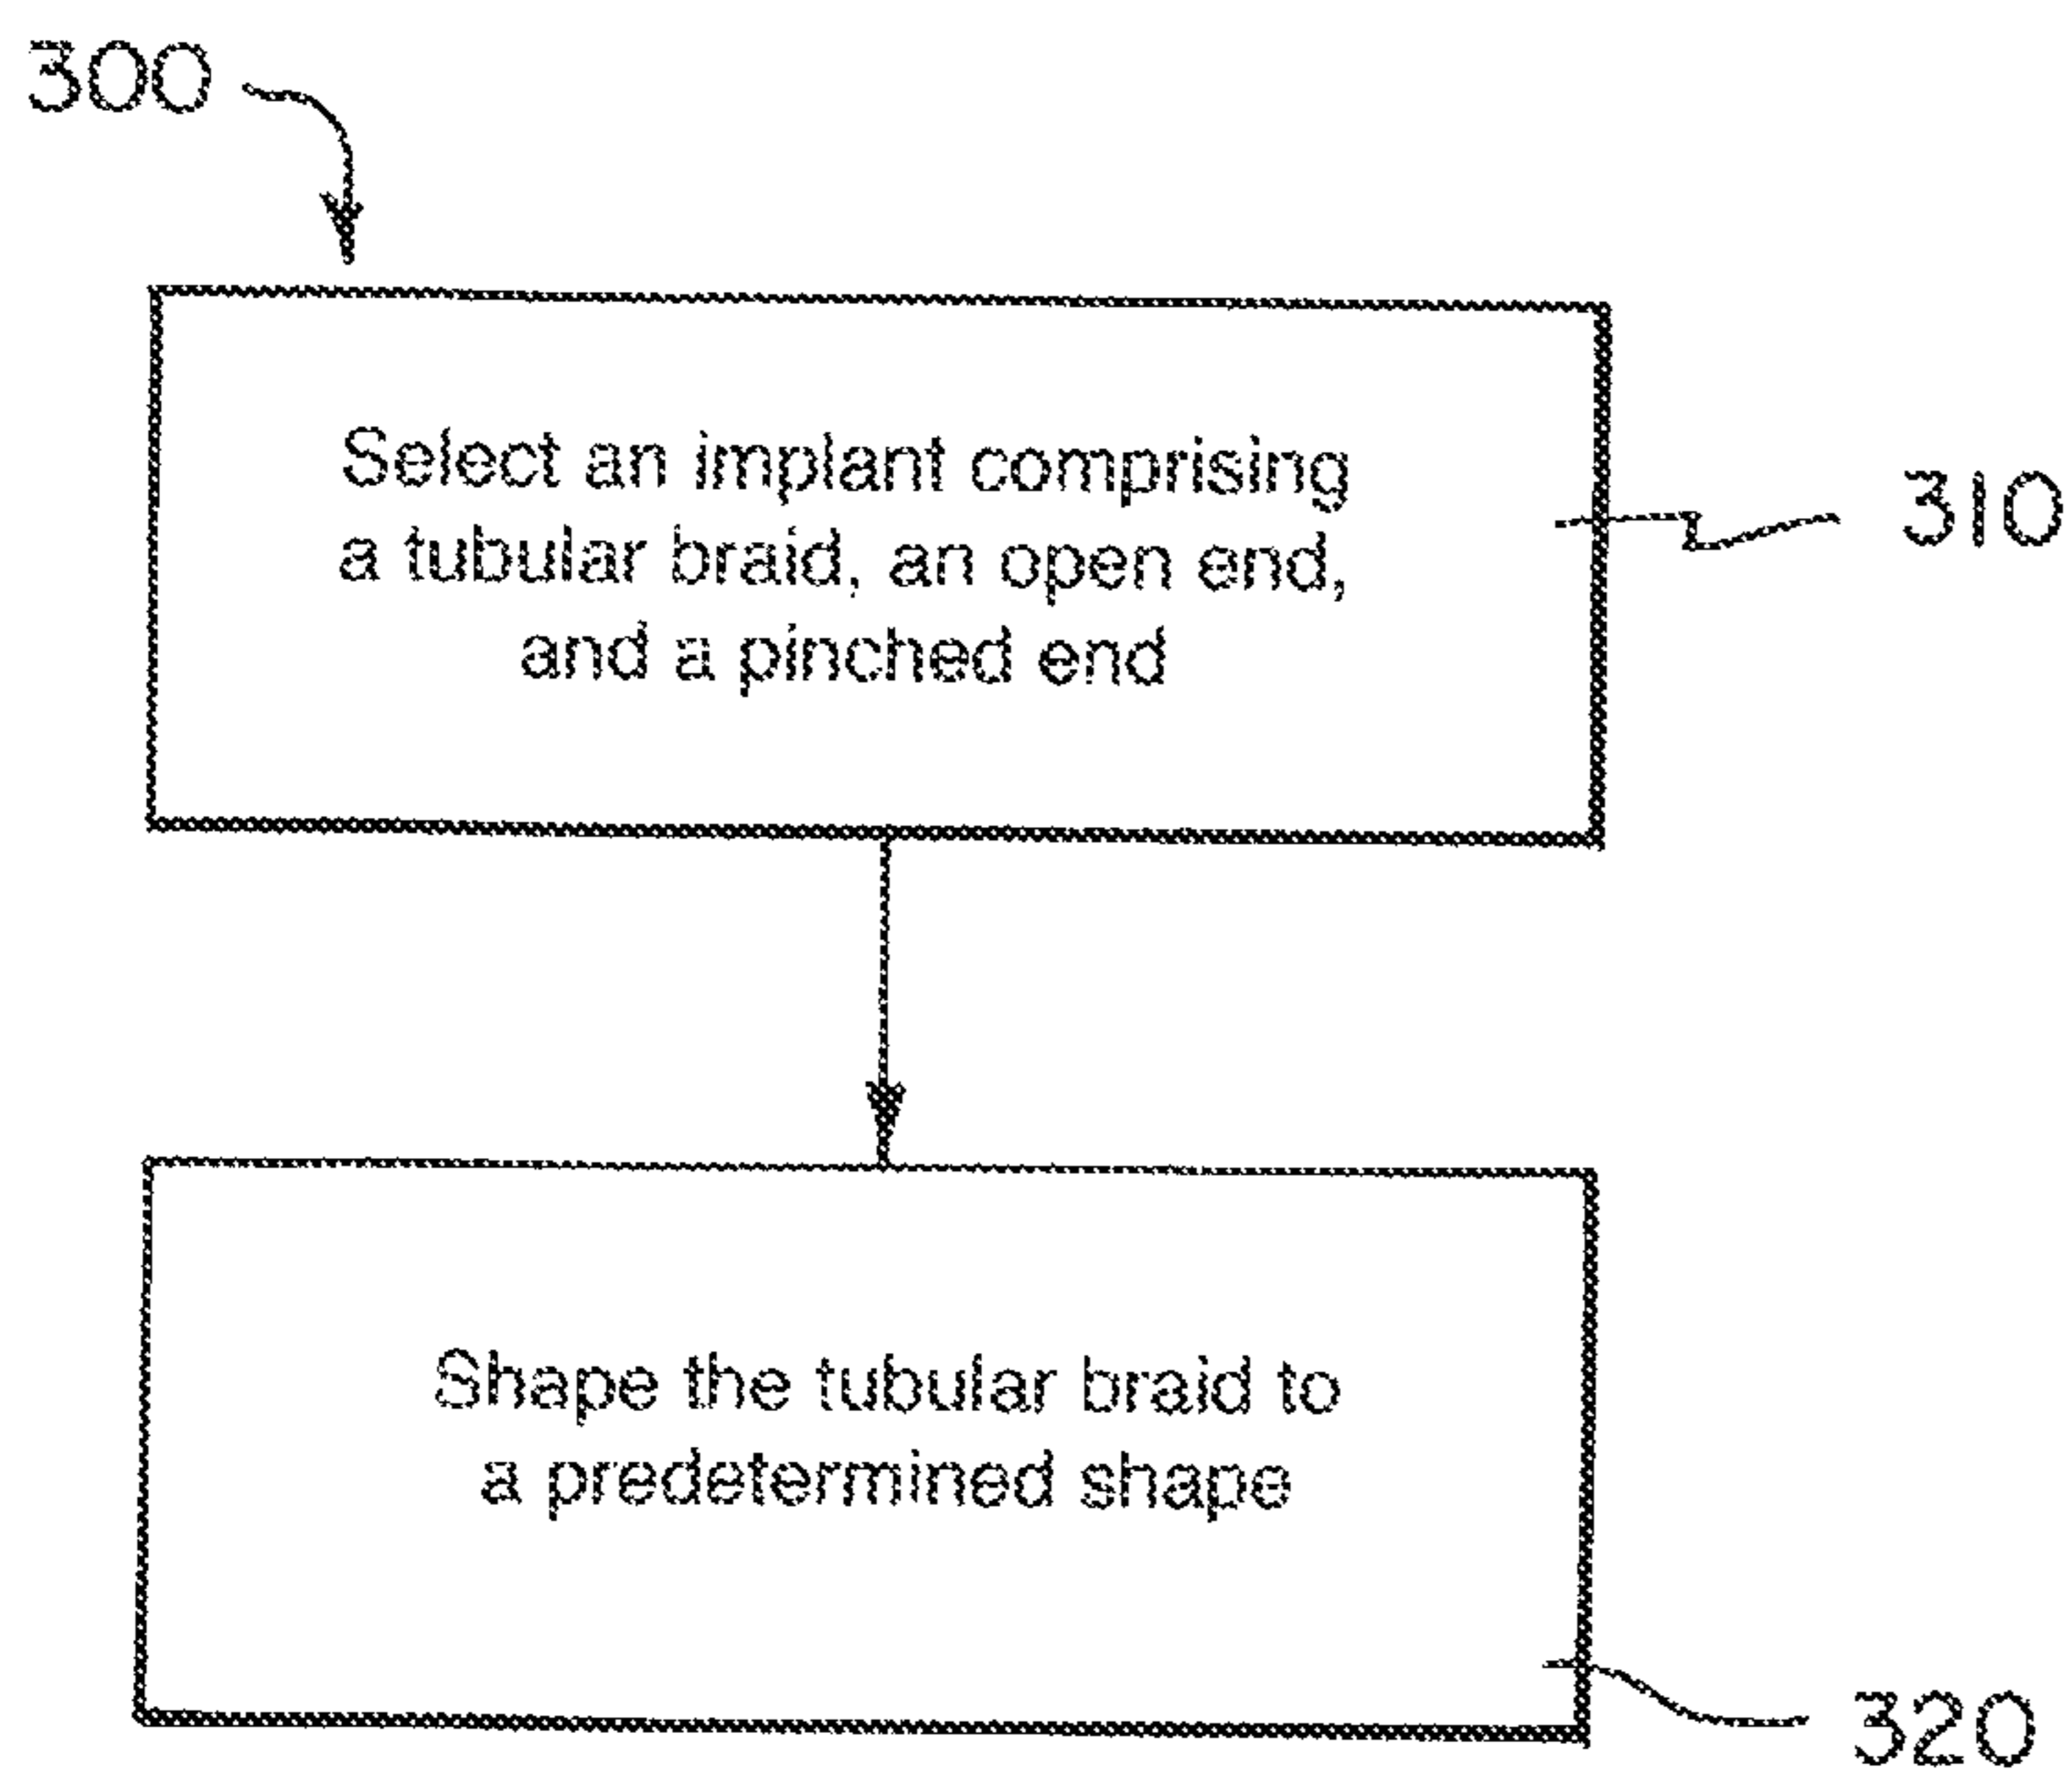 300
Select an implant comprising
a tubular braid, an open end,
and a pinched end
310
Shape the tubular braid to
a predetermined shape
320